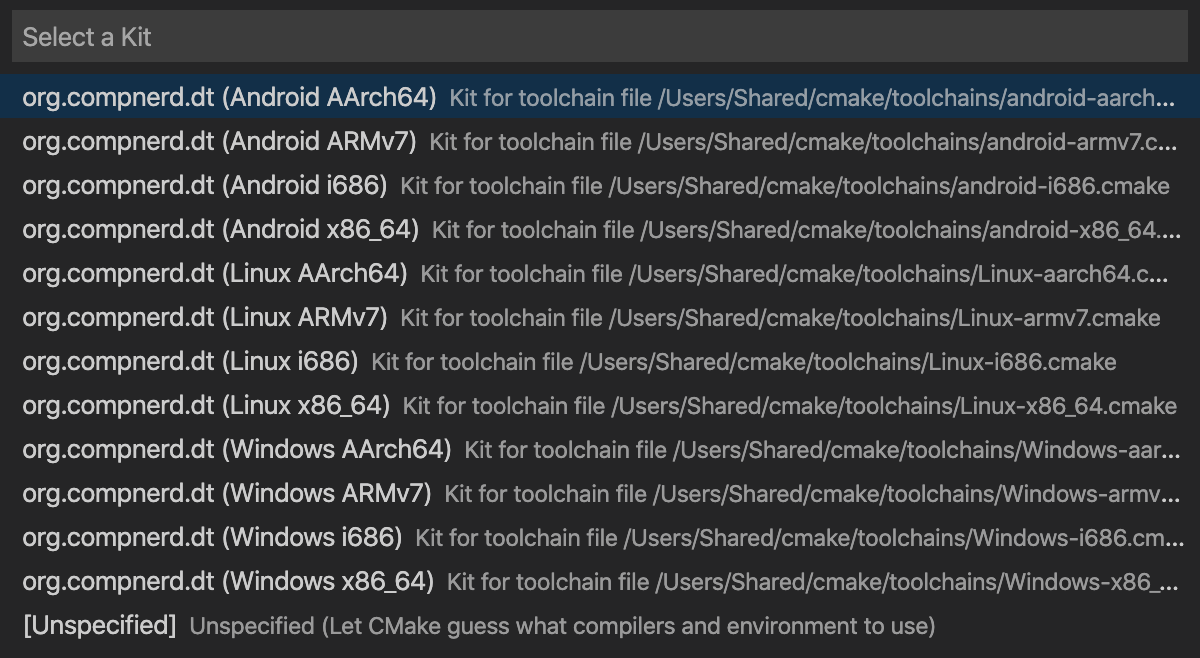 Select a Kit
org.compnerd.dt (Android AArch64) Kit for toolchain file /Users/Shared/cmake/toolchains/android-aarch...
org.compnerd.dt (Android ARMv7) Kit for toolchain file /Users/Shared/cmake/toolchains/android-armv7.c...
org.compnerd.dt (Android i686) Kit for toolchain file /Users/Shared/cmake/toolchains/android-i686.cmake
org.compnerd.dt (Android x86_64) Kit for toolchain file /Users/Shared/cmake/toolchains/android-x86_64....
org.compnerd.dt (Linux AArch64) Kit for toolchain file /Users/Shared/cmake/toolchains/Linux-aarch64.c...
org.compnerd.dt (Linux ARMv7) Kit for toolchain file /Users/Shared/cmake/toolchains/Linux-armv7.cmake
org.compnerd.dt (Linux i686) Kit for toolchain file /Users/Shared/cmake/toolchains/Linux-i686.cmake
org.compnerd.dt (Linux x86_64) Kit for toolchain file /Users/Shared/cmake/toolchains/Linux-x86_64.cmake
org.compnerd.dt (Windows AArch64) Kit for toolchain file /Users/Shared/cmake/toolchains/Windows-aar...
org.compnerd.dt (Windows ARMv7) Kit for toolchain file /Users/Shared/cmake/toolchains/Windows-armv...
org.compnerd.dt (Windows i686) Kit for toolchain file /Users/Shared/cmake/toolchains/Windows-i686.cm...
org.compnerd.dt (Windows x86_64) Kit for toolchain file /Users/Shared/cmake/toolchains/Windows-x86_...
[Unspecified] Unspecified (Let CMake guess what compilers and environment to use)